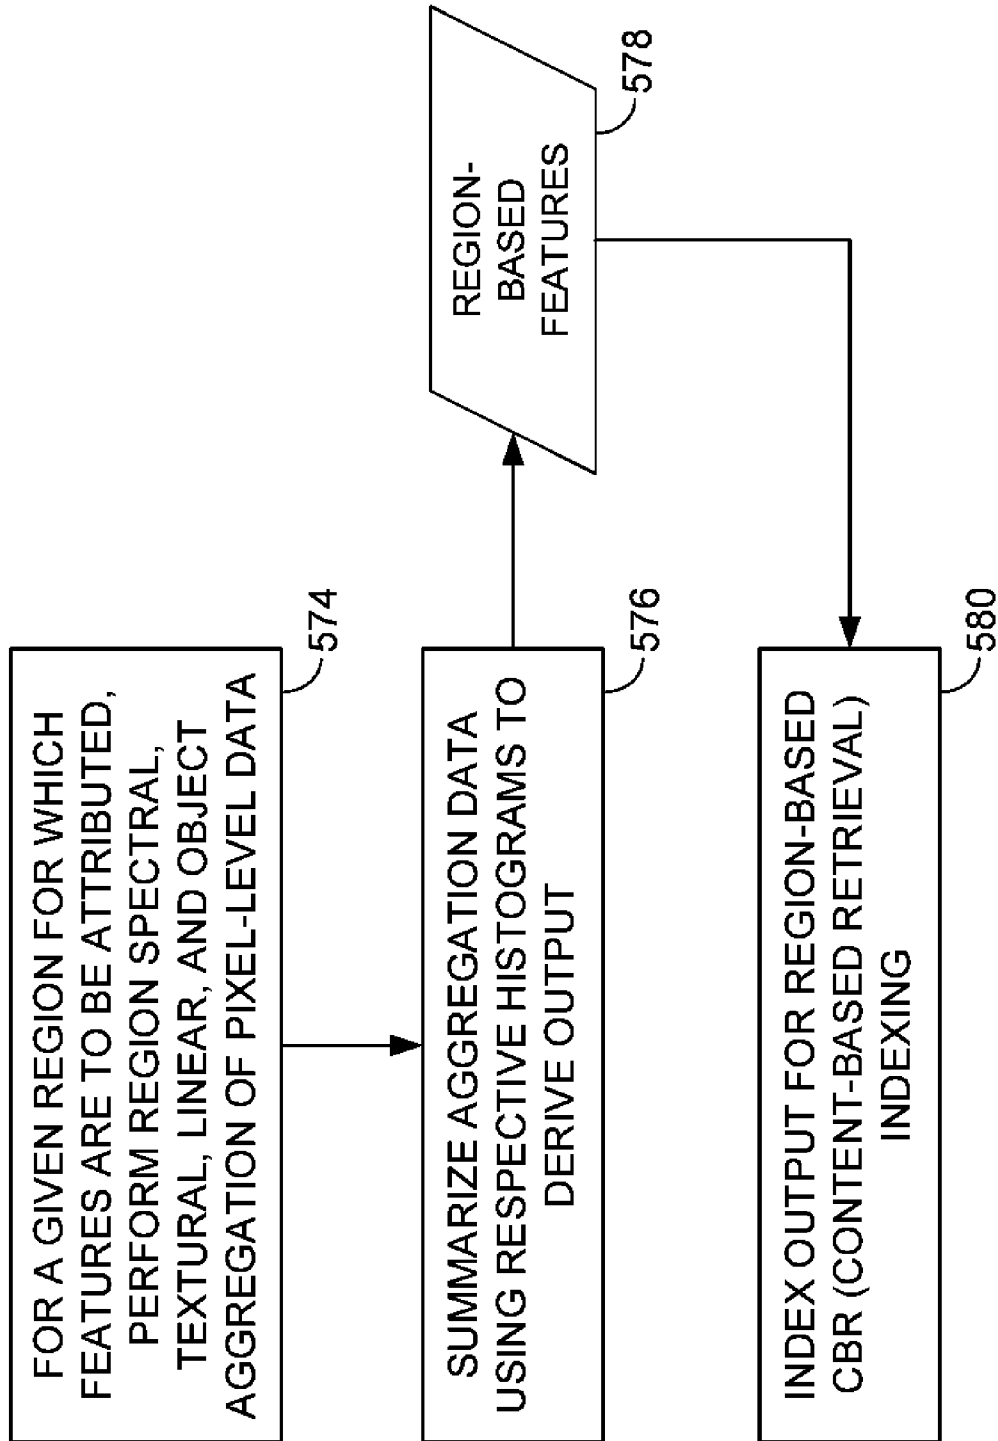 FOR A GIVEN REGION FOR WHICH
FEATURES ARE TO BE ATTRIBUTED,
PERFORM REGION SPECTRAL,
TEXTURAL, LINEAR, AND OBJECT
AGGREGATION OF PIXEL-LEVEL DATA
574
SUMMARIZE AGGREGATION DATA
USING RESPECTIVE HISTOGRAMS TO
DERIVE OUTPUT
576
REGION-
BASED
FEATURES
578
INDEX OUTPUT FOR REGION-BASED
CBR (CONTENT-BASED RETRIEVAL)
INDEXING
580